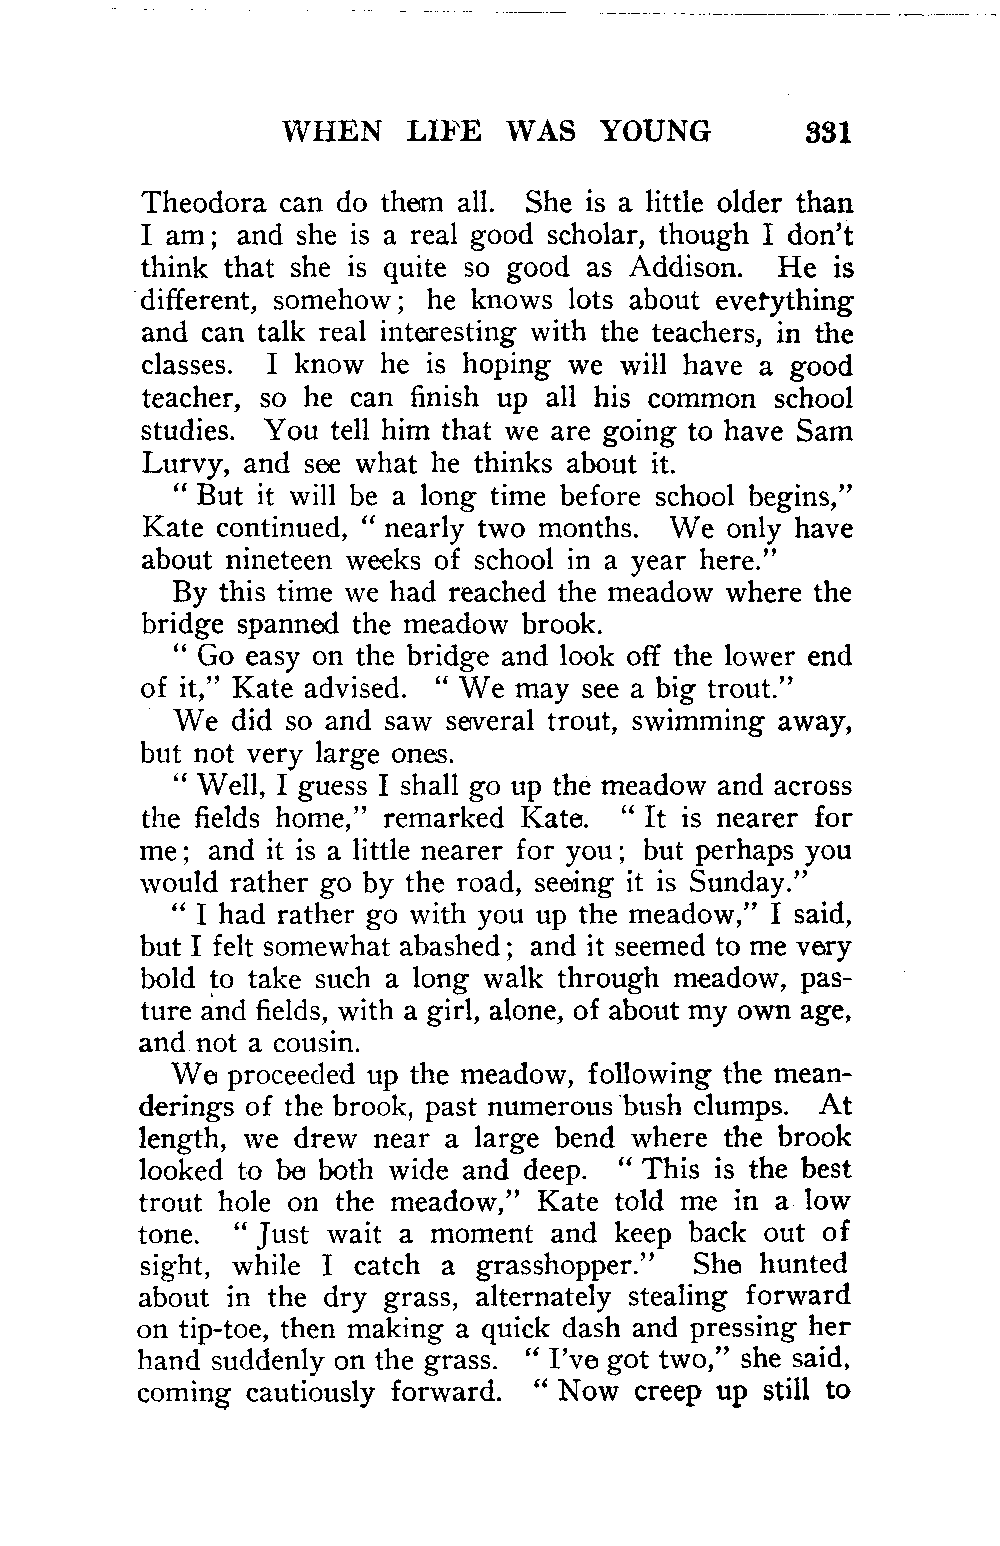 WHEN LIFE WAS YOUNG 331
Theodora can do them all. She is a little older than
I am; and she is a real good scholar, though I don't
think that she is quite so good as Addison. He is
different, somehow; he knows lots about everything
and can talk real interesting with the teachers, in the
classes. I know he is hoping we will have a good
teacher, so he can finish up all his common school
studies. You tell him that we are going to have Sam
Lurvy, and see what he thinks about it.
" But it will be a long time before school begins,"
Kate continued, " nearly two months. We only have
about nineteen weeks of school in a year here."
By this time we had reached the meadow where the
bridge spanned the meadow brook.
" Go easy on the bridge and look off the lower end
of it," Kate advised. " We may see a big trout."
We did so and saw several trout, swimming away,
but not very large ones.
" Well, I guess I shall go up the meadow and across
the fields home," remarked Kate. " It is nearer for
me; and it is a little nearer for you; but perhaps you
would rather go by the road, seeing it is Sunday."
" I had rather go with you up the meadow," I said,
but I felt somewhat abashed; and it seemed to me very
bold to take such a long walk through meadow, pas-
ture and fields, with a girl, alone, of about my own age,
and not a cousin.
We proceeded up the meadow, following the mean-
derings of the brook, past numerous bush clumps. At
length, we drew near a large bend where the brook
looked to be both wide and deep. " This is the best
trout hole on the meadow," Kate told me in a low
tone. " Just wait a moment and keep back out of
sight, while I catch a grasshopper." She hunted
about in the dry grass, alternately stealing forward
on tip-toe, then making a quick dash and pressing her
hand suddenly on the grass. " I've got two," she said,
coming cautiously forward. " Now creep up still to